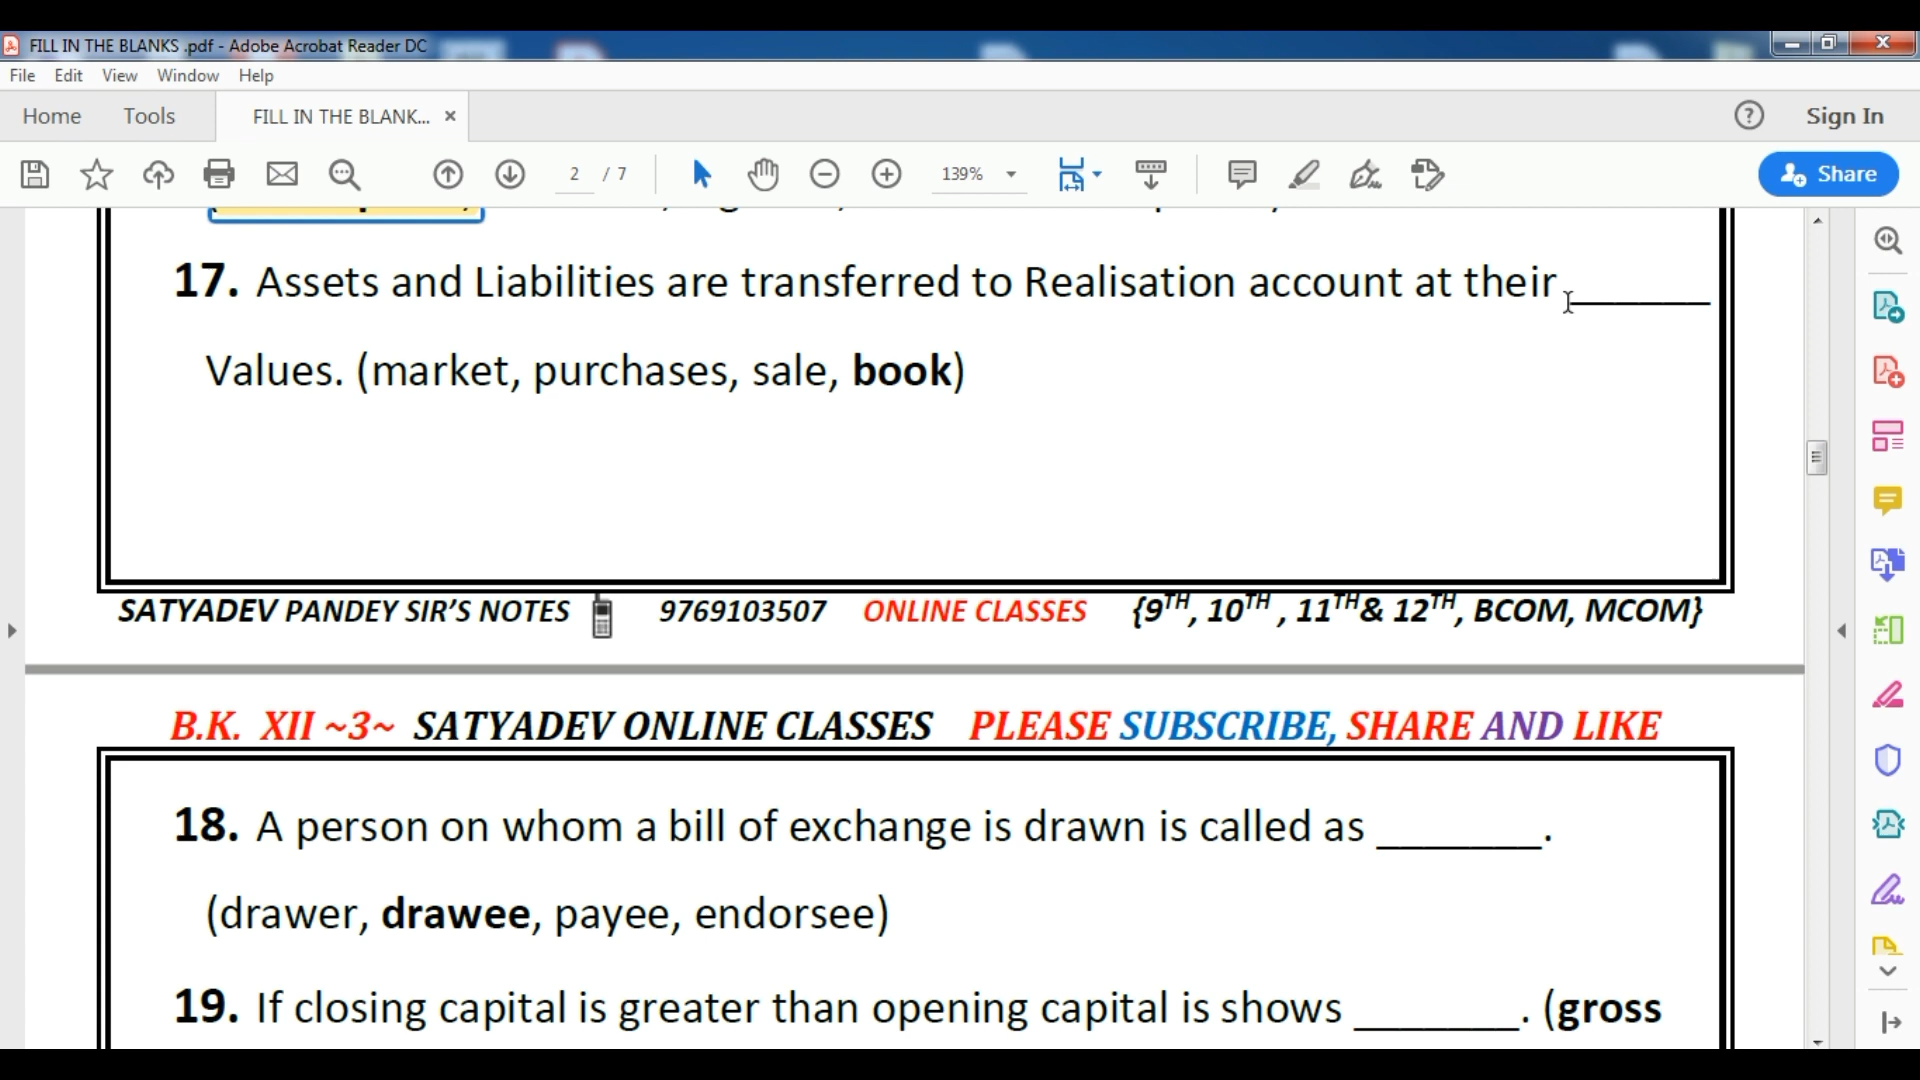 FILL IN THE BLANKS .pdf - Adobe Acrobat Reader DC
File Edit View Window Help
Home Tools FILL IN THE BLANK... × ? Sign In
2 / 7 139% Share
17. Assets and Liabilities are transferred to Realisation account at their ______
Values. (market, purchases, sale, book)
SATYADEV PANDEY SIR'S NOTES 9769103507 ONLINE CLASSES {9TH, 10TH , 11TH& 12TH, BCOM, MCOM}
B.K. XII ~3~ SATYADEV ONLINE CLASSES PLEASE SUBSCRIBE, SHARE AND LIKE
18. A person on whom a bill of exchange is drawn is called as _______.
(drawer, drawee, payee, endorsee)
19. If closing capital is greater than opening capital is shows _______. (gross